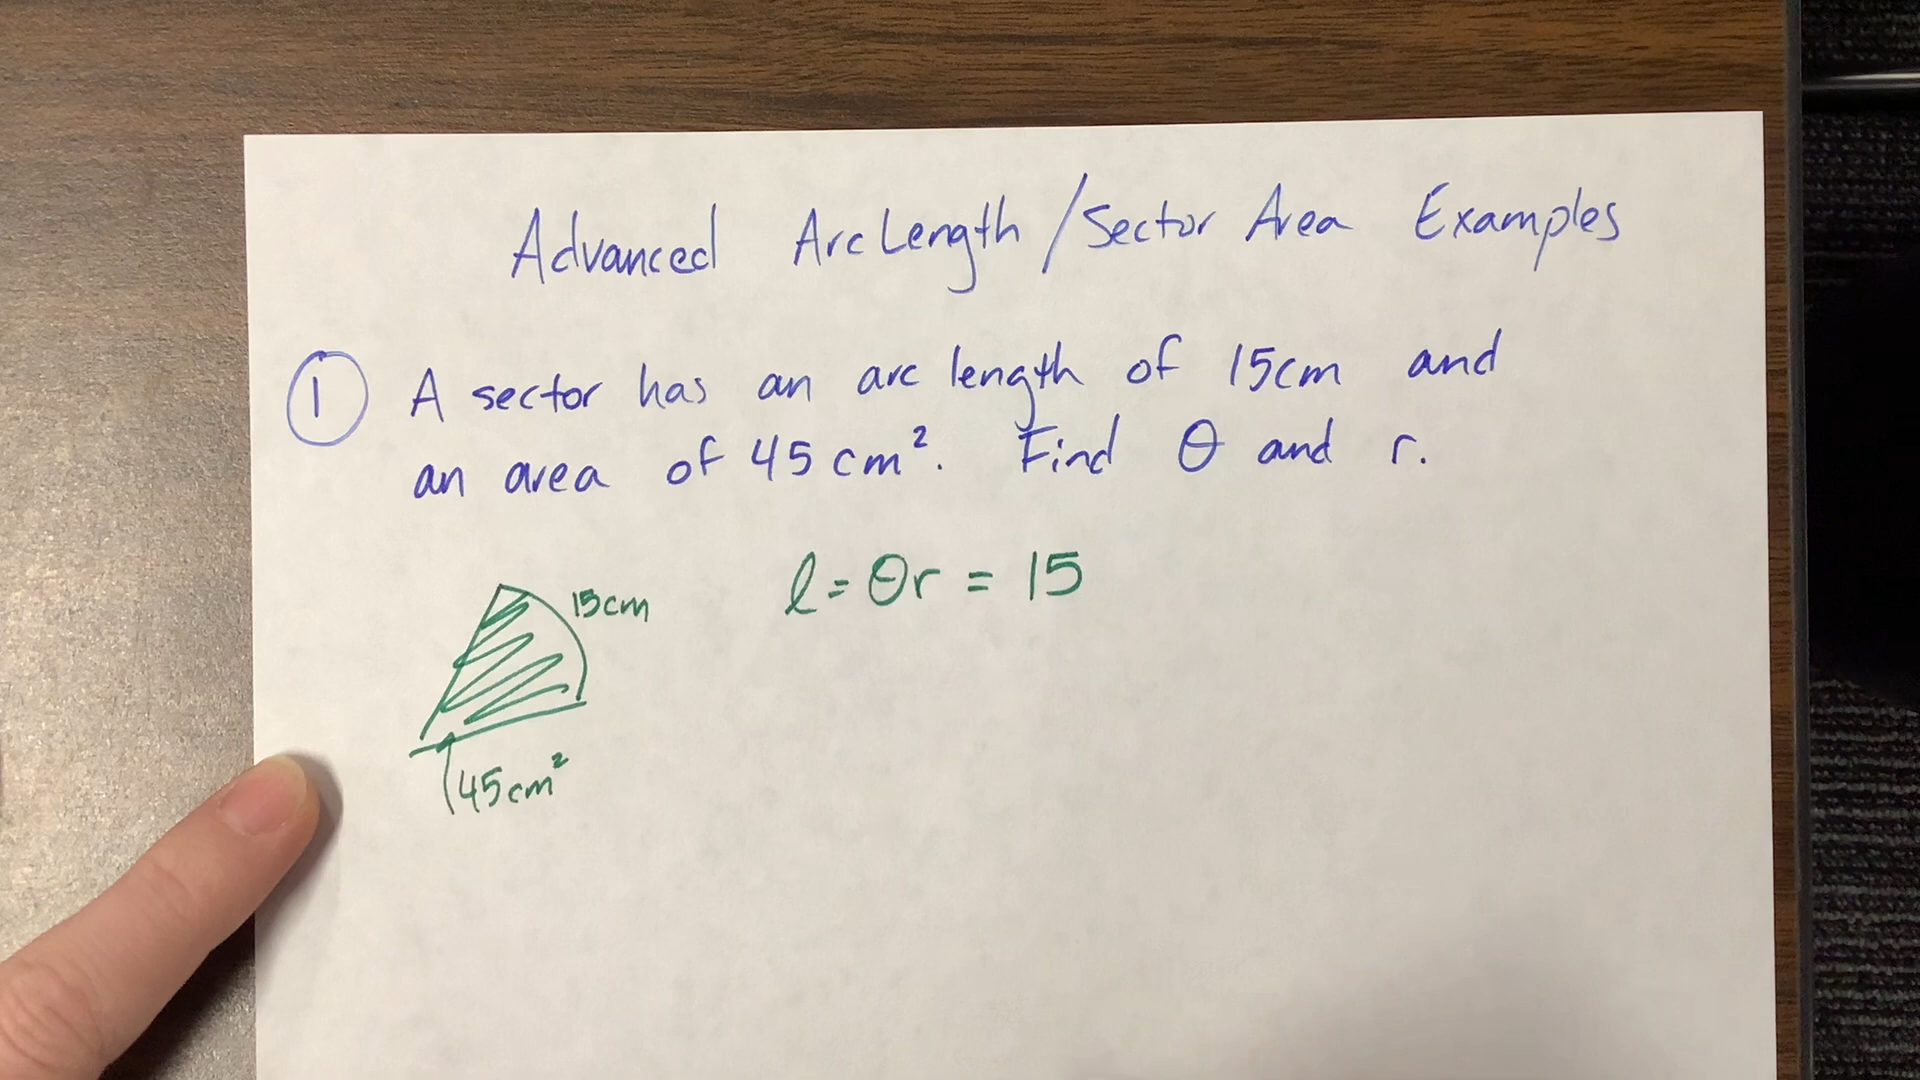 Advanced Arc Length / Sector Area Examples
① A sector has an arc length of 15cm and
an area of 45 cm². Find θ and r.
l = θr = 15
15cm
45cm²